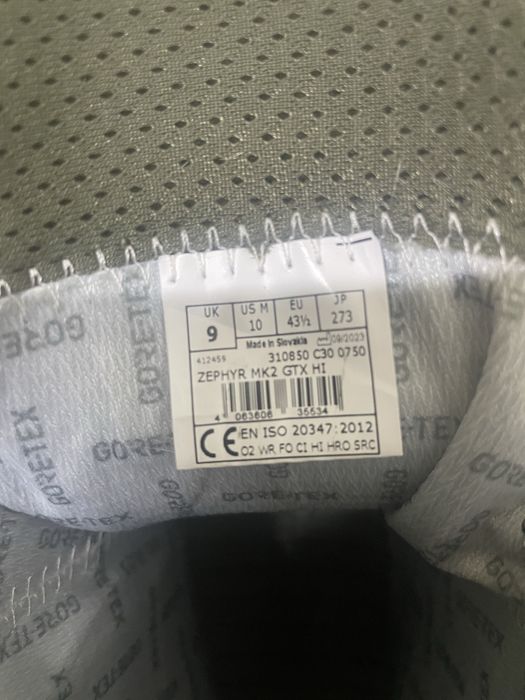 UK US M EU JP
9 10 43½ 273
Made in Slovakia 09/2023
412459 310850 C30 0750
ZEPHYR MK2 GTX HI
4 063606 35534
CE EN ISO 20347:2012
O2 WR FO CI HI HRO SRC
GORE-TEX
GORE-TEX
GORE-TEX
GORE-TEX
GORE-TEX